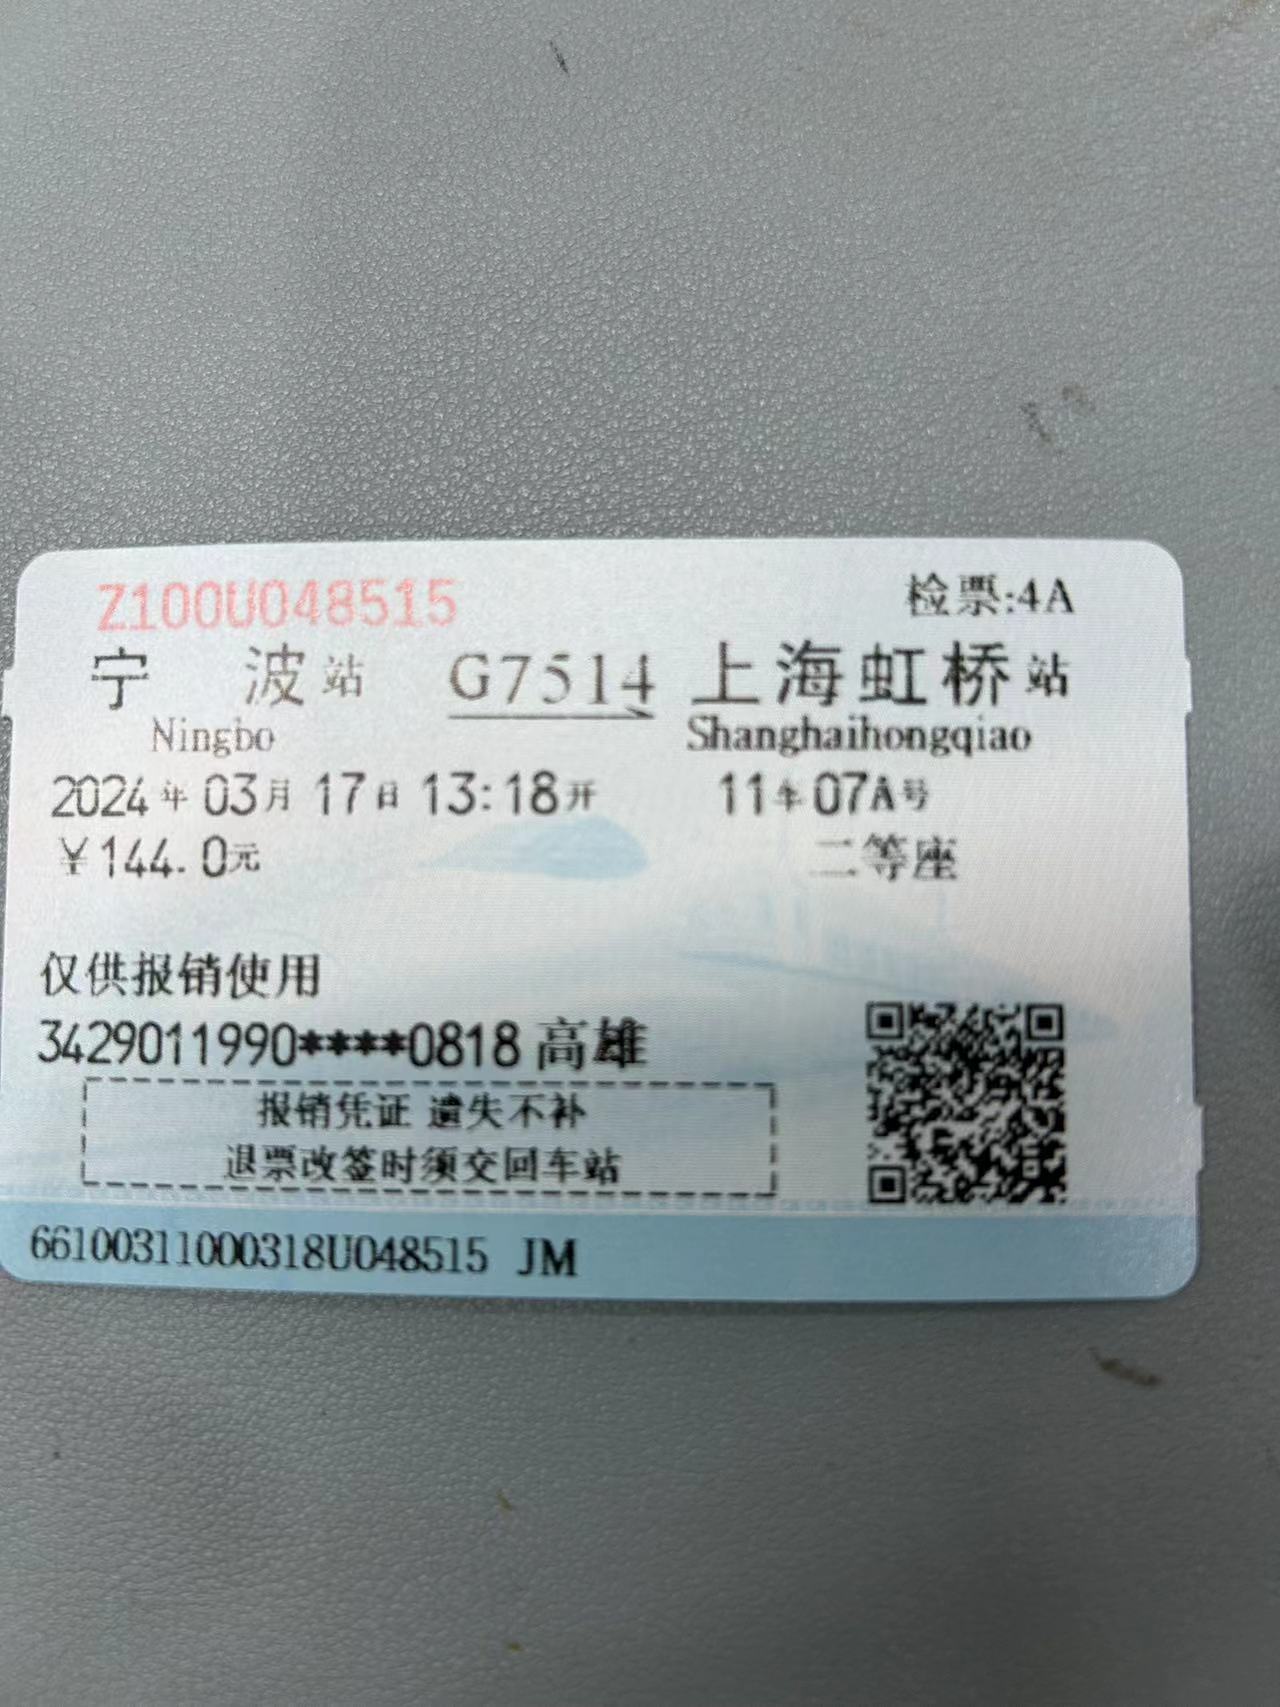 Z100U048515 检票:4A
宁波站 G7514 上海虹桥站
Ningbo Shanghaihongqiao
2024年03月17日 13:18开 11车07A号
¥144.0元 二等座
仅供报销使用
3429011990****0818 高雄
报销凭证 遗失不补
退票改签时须交回车站
66100311000318U048515 JM